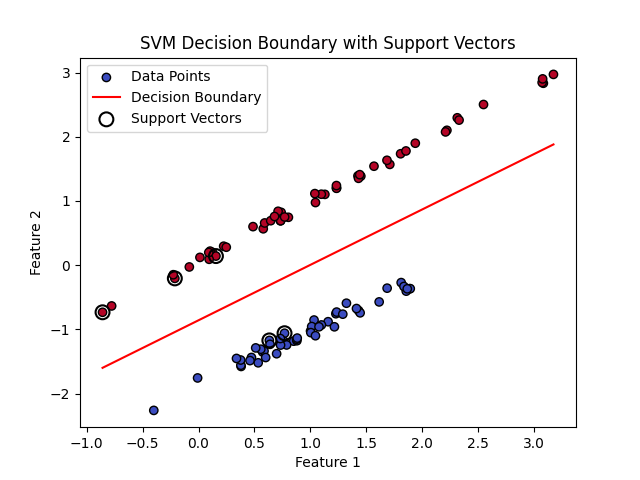 SVM Decision Boundary with Support Vectors
Data Points
Decision Boundary
Support Vectors
3
2
1
0
−1
−2
Feature 2
−1.0 −0.5 0.0 0.5 1.0 1.5 2.0 2.5 3.0
Feature 1